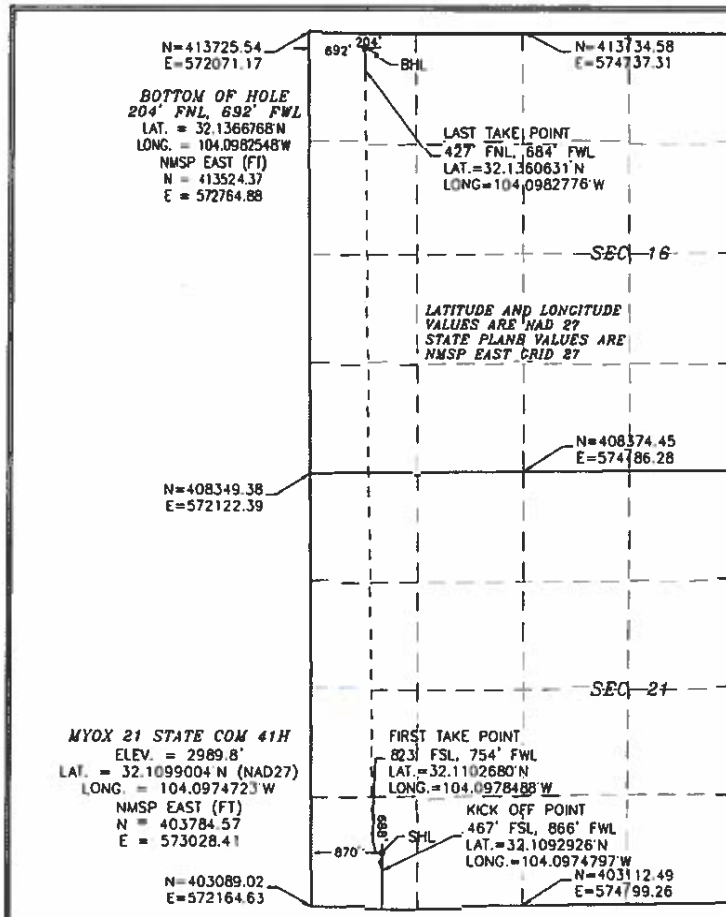 N=413725.54
E=572071.17
692'
204'
BHL
N=413734.58
E=574737.31
BOTTOM OF HOLE
204' FNL, 692' FWL
LAT. = 32.1366768'N
LONG. = 104.0982548'W
NMSP EAST (FT)
N = 413524.37
E = 572764.88
LAST TAKE POINT
427' FNL, 684' FWL
LAT.=32.1360631'N
LONG=104.0982776'W
SEC 16
LATITUDE AND LONGITUDE
VALUES ARE NAD 27
STATE PLANE VALUES ARE
NMSP EAST GRID 27
N=408374.45
E=574786.28
N=408349.38
E=572122.39
SEC 21
MYOX 21 STATE COM 41H
ELEV. = 2989.8'
LAT. = 32.1099004'N (NAD27)
LONG. = 104.0974723'W
NMSP EAST (FT)
N = 403784.57
E = 573028.41
FIRST TAKE POINT
823' FSL, 754' FWL
LAT.=32.1102680'N
LONG.=104.0978488'W
KICK OFF POINT
467' FSL, 866' FWL
LAT.=32.1092926'N
LONG.=104.0974797'W
688'
SHL
870'
N=403089.02
E=572164.63
N=403112.49
E=574799.26